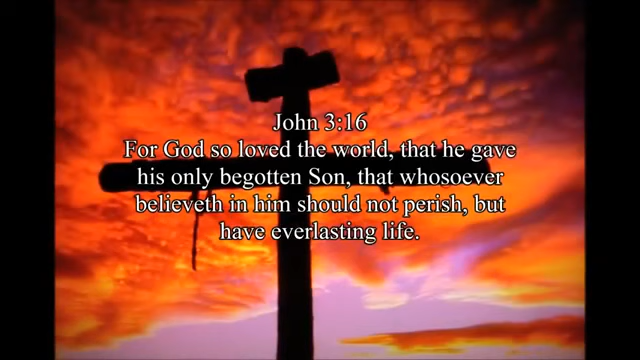 John 3:16
For God so loved the world, that he gave
his only begotten Son, that whosoever
believeth in him should not perish, but
have everlasting life.